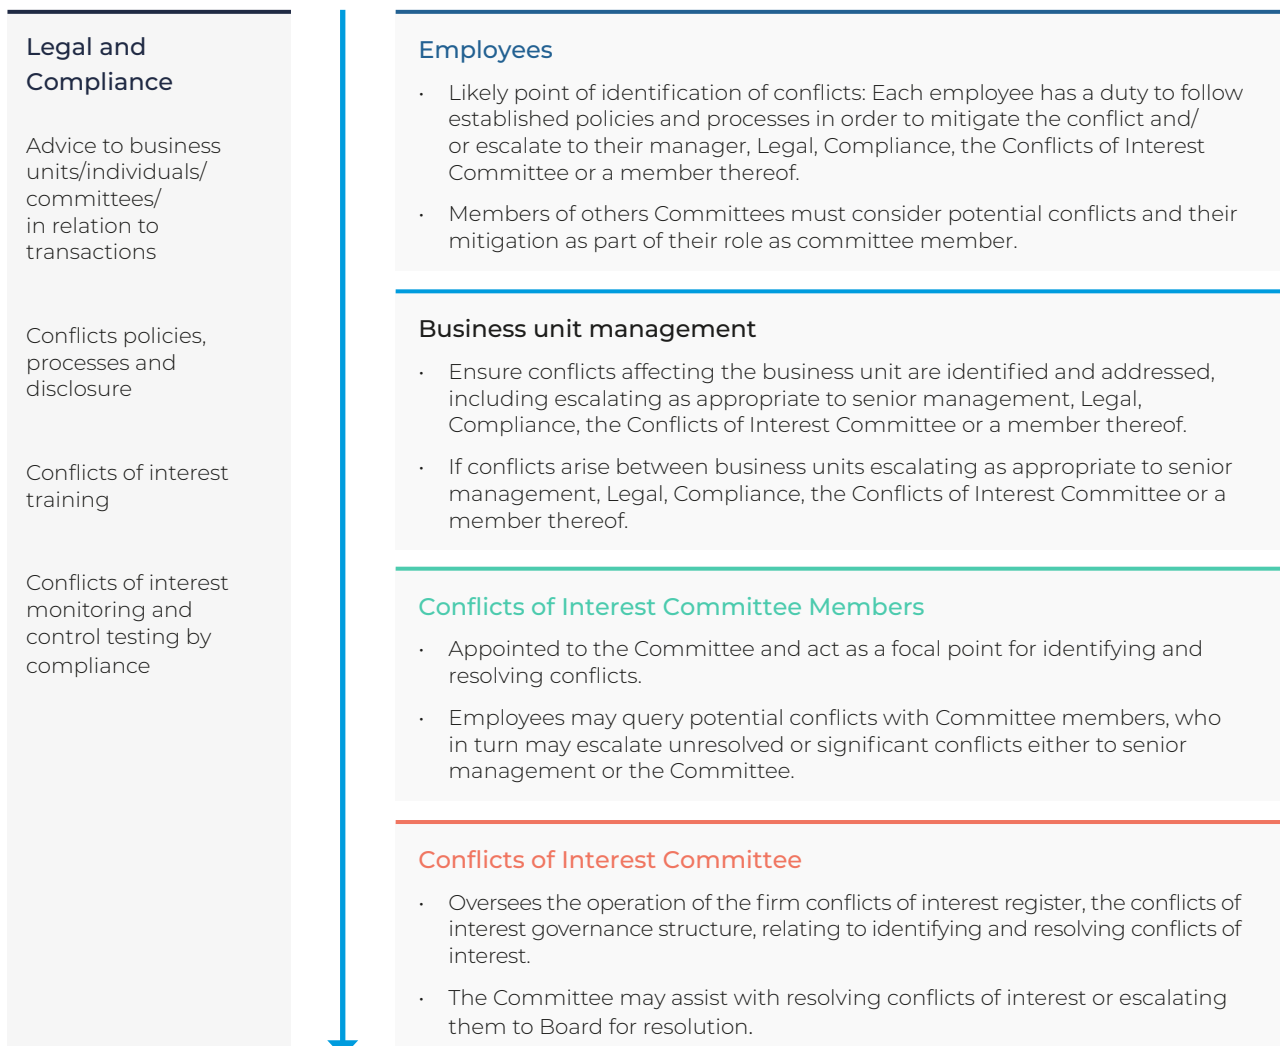 Legal and
Compliance
Advice to business
units/individuals/
committees/
in relation to
transactions
Conflicts policies,
processes and
disclosure
Conflicts of interest
training
Conflicts of interest
monitoring and
control testing by
compliance
Employees
• Likely point of identification of conflicts: Each employee has a duty to follow
established policies and processes in order to mitigate the conflict and/
or escalate to their manager, Legal, Compliance, the Conflicts of Interest
Committee or a member thereof.
• Members of others Committees must consider potential conflicts and their
mitigation as part of their role as committee member.
Business unit management
• Ensure conflicts affecting the business unit are identified and addressed,
including escalating as appropriate to senior management, Legal,
Compliance, the Conflicts of Interest Committee or a member thereof.
• If conflicts arise between business units escalating as appropriate to senior
management, Legal, Compliance, the Conflicts of Interest Committee or a
member thereof.
Conflicts of Interest Committee Members
• Appointed to the Committee and act as a focal point for identifying and
resolving conflicts.
• Employees may query potential conflicts with Committee members, who
in turn may escalate unresolved or significant conflicts either to senior
management or the Committee.
Conflicts of Interest Committee
• Oversees the operation of the firm conflicts of interest register, the conflicts of
interest governance structure, relating to identifying and resolving conflicts of
interest.
• The Committee may assist with resolving conflicts of interest or escalating
them to Board for resolution.